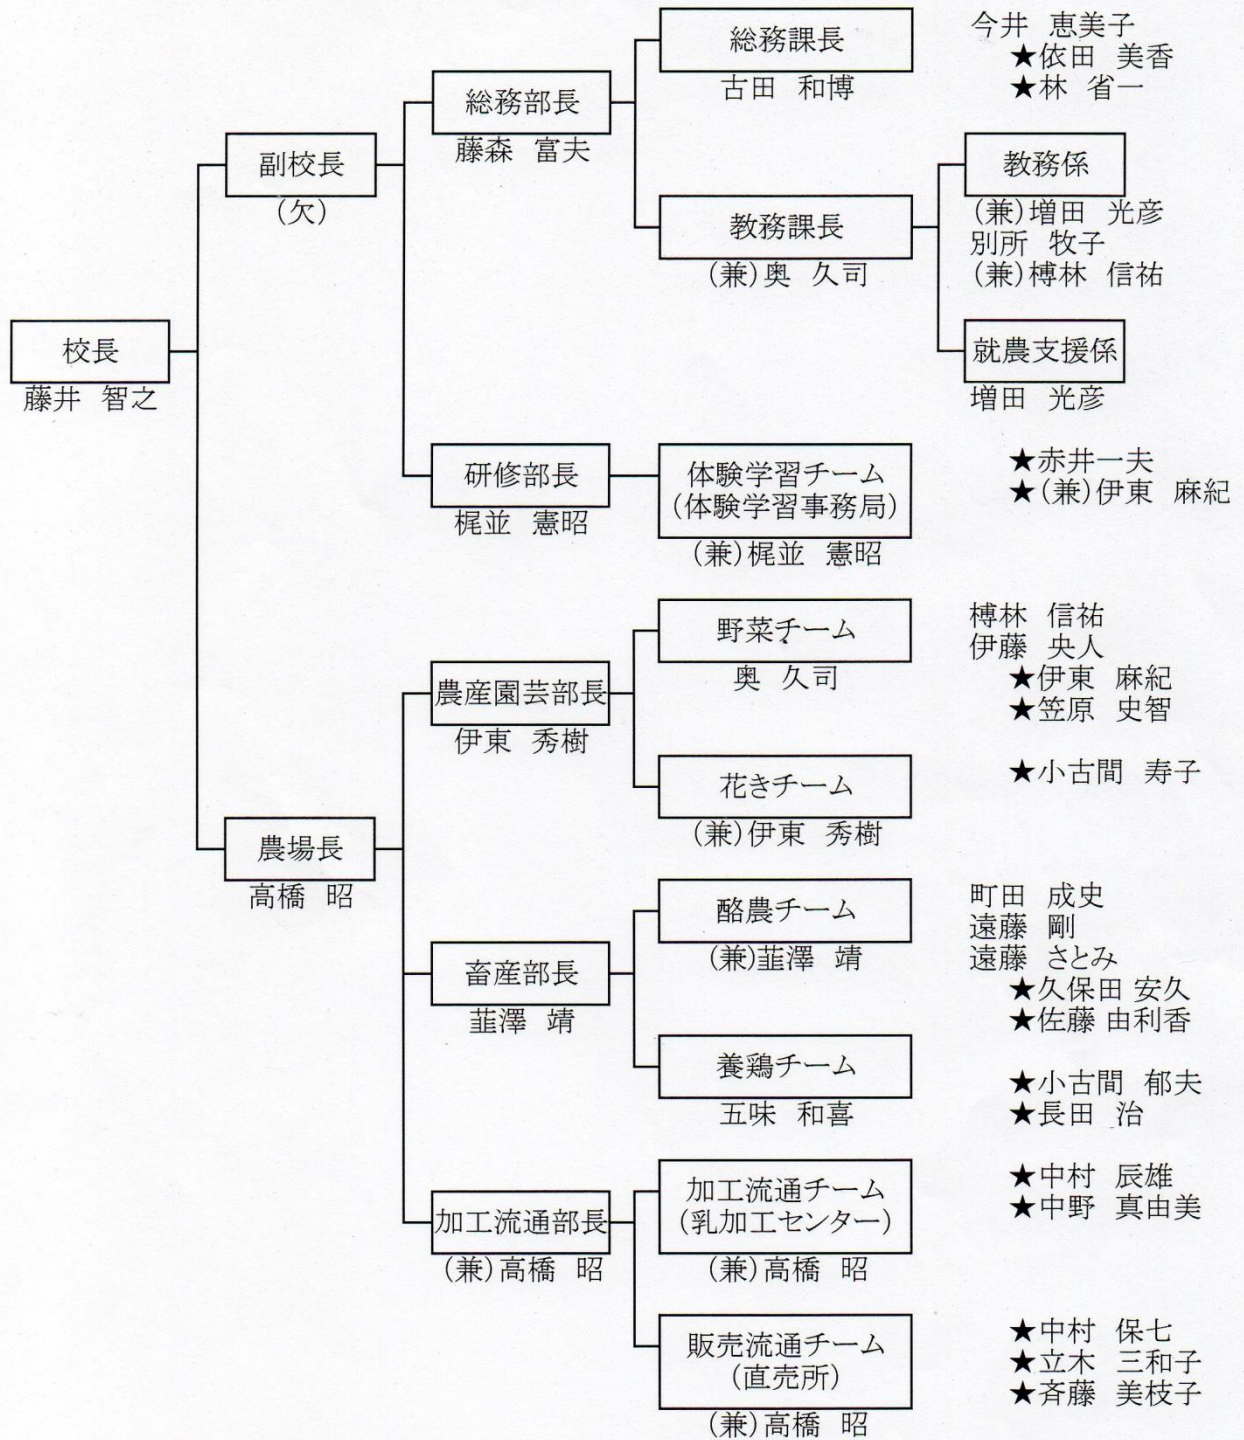 校長
藤井 智之
副校長
(欠)
総務部長
藤森 富夫
総務課長
古田 和博
今井 恵美子
★依田 美香
★林 省一
教務課長
(兼)奥 久司
教務係
(兼)増田 光彦
別所 牧子
(兼)榑林 信祐
就農支援係
増田 光彦
研修部長
梶並 憲昭
体験学習チーム
(体験学習事務局)
(兼)梶並 憲昭
★赤井一夫
★(兼)伊東 麻紀
農場長
高橋 昭
農産園芸部長
伊東 秀樹
野菜チーム
奥 久司
榑林 信祐
伊藤 央人
★伊東 麻紀
★笠原 史智
花きチーム
(兼)伊東 秀樹
★小古間 寿子
畜産部長
韮澤 靖
酪農チーム
(兼)韮澤 靖
町田 成史
遠藤 剛
遠藤 さとみ
★久保田 安久
★佐藤 由利香
養鶏チーム
五味 和喜
★小古間 郁夫
★長田 治
加工流通部長
(兼)高橋 昭
加工流通チーム
(乳加工センター)
(兼)高橋 昭
★中村 辰雄
★中野 真由美
販売流通チーム
(直売所)
(兼)高橋 昭
★中村 保七
★立木 三和子
★斉藤 美枝子